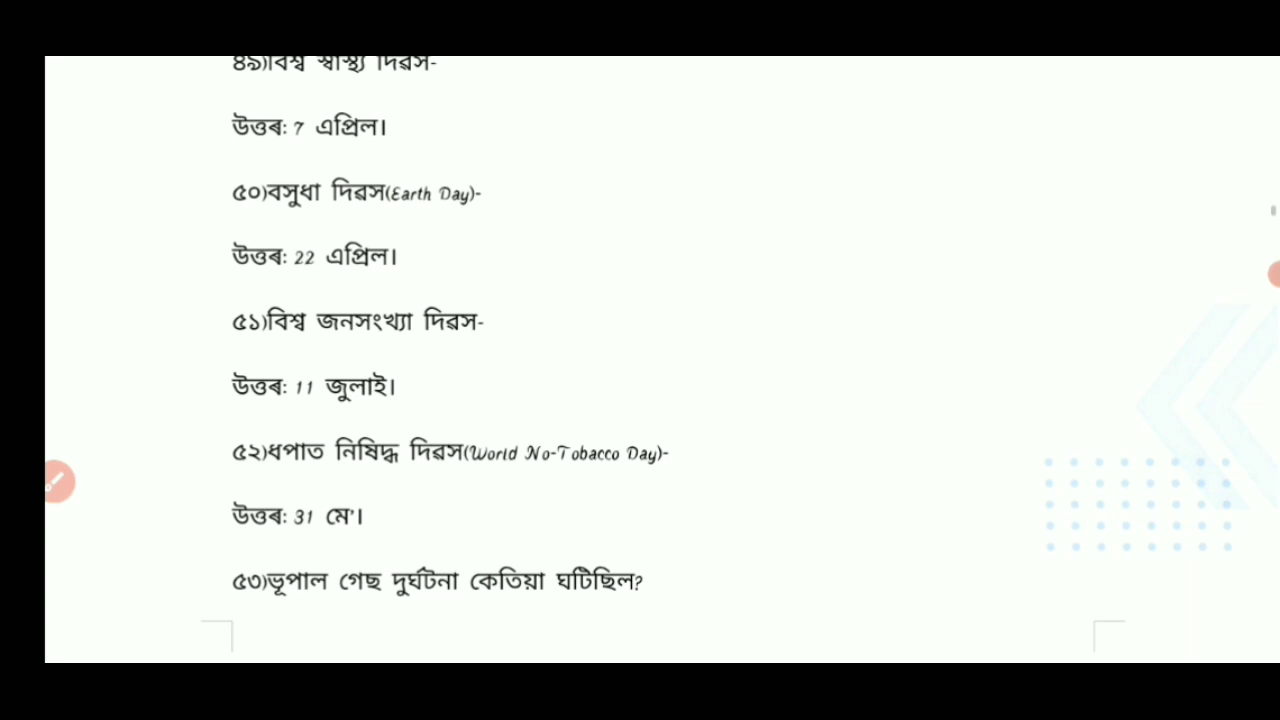 ৪৯)বিশ্ব স্বাস্থ্য দিৱস-
উত্তৰ: 7 এপ্ৰিল।
৫০)বসুধা দিৱস(Earth Day)-
উত্তৰ: 22 এপ্ৰিল।
৫১)বিশ্ব জনসংখ্যা দিৱস-
উত্তৰ: 11 জুলাই।
৫২)ধপাত নিষিদ্ধ দিৱস(World No-Tobacco Day)-
উত্তৰ: 31 মে'।
৫৩)ভূপাল গেছ দুৰ্ঘটনা কেতিয়া ঘটিছিল?